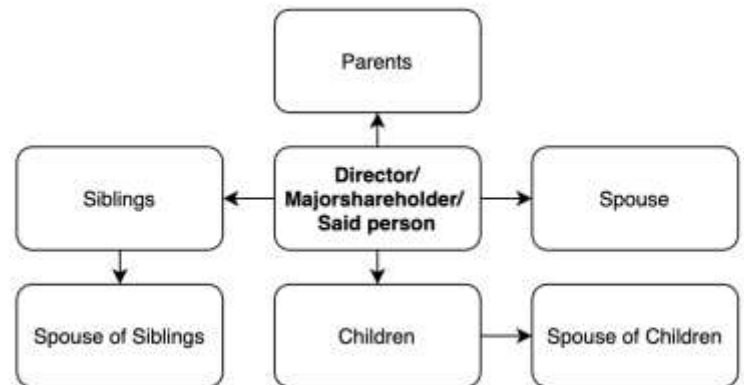 Parents
Siblings
Director/
Majorshareholder/
Said person
Spouse
Spouse of Siblings
Children
Spouse of Children